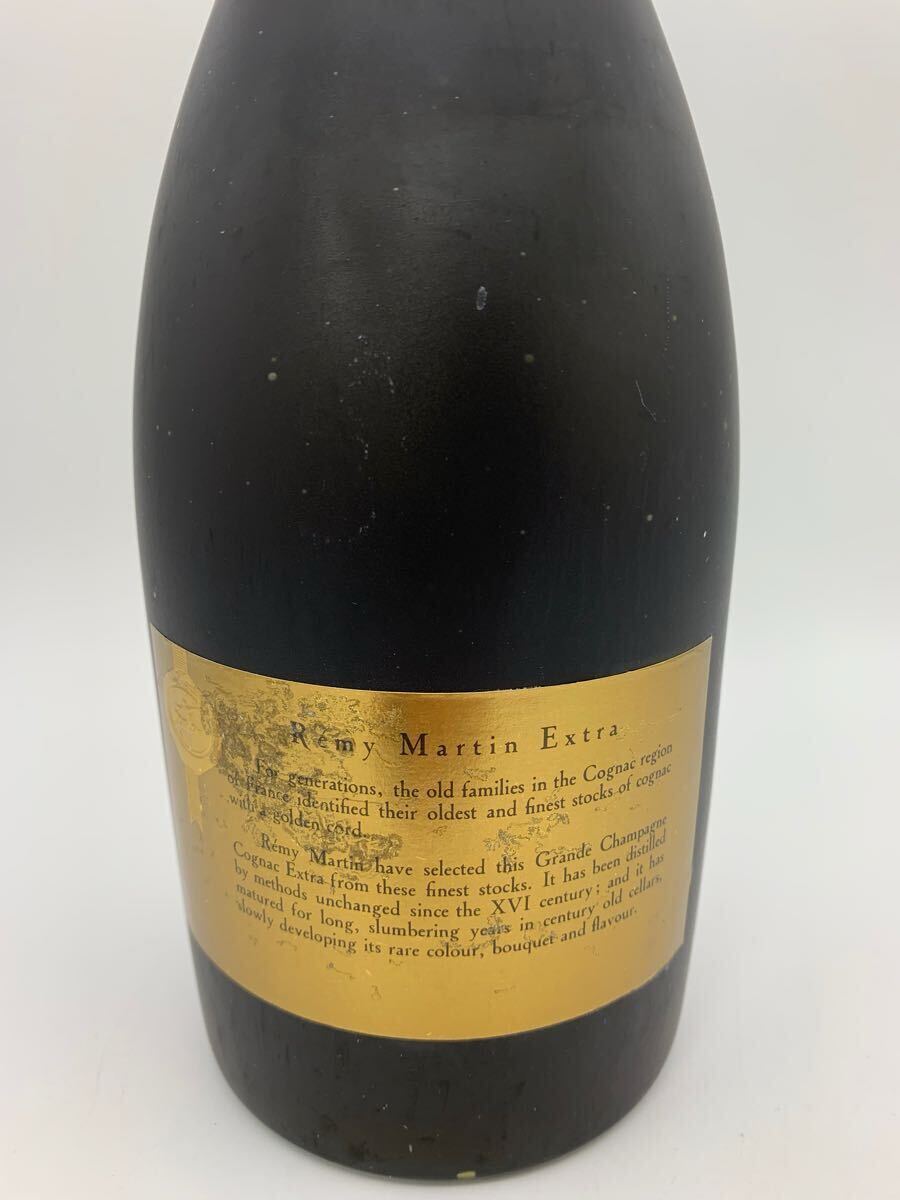 Rémy Martin Extra
For generations, the old families in the Cognac region
of France identified their oldest and finest stocks of cognac
with a golden cord.
Rémy Martin have selected this Grande Champagne
Cognac Extra from these finest stocks. It has been distilled
by methods unchanged since the XVI century; and it has
matured for long, slumbering years in century old cellars,
slowly developing its rare colour, bouquet and flavour.